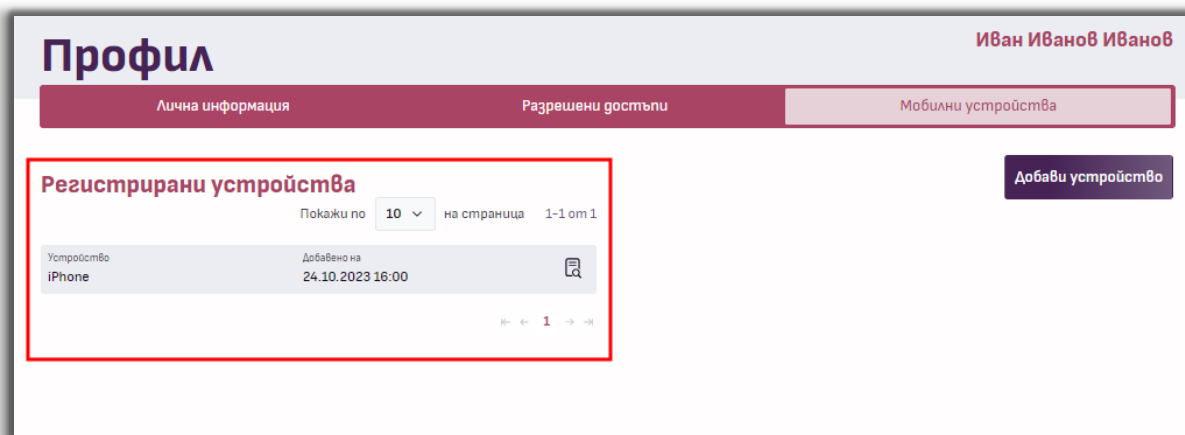 Профил
Иван Иванов Иванов
Лична информация
Разрешени достъпи
Мобилни устройства
Регистрирани устройства
Добави устройство
Покажи по 10 на страница 1-1 от 1
Устройство
Добавено на
iPhone
24.10.2023 16:00
1